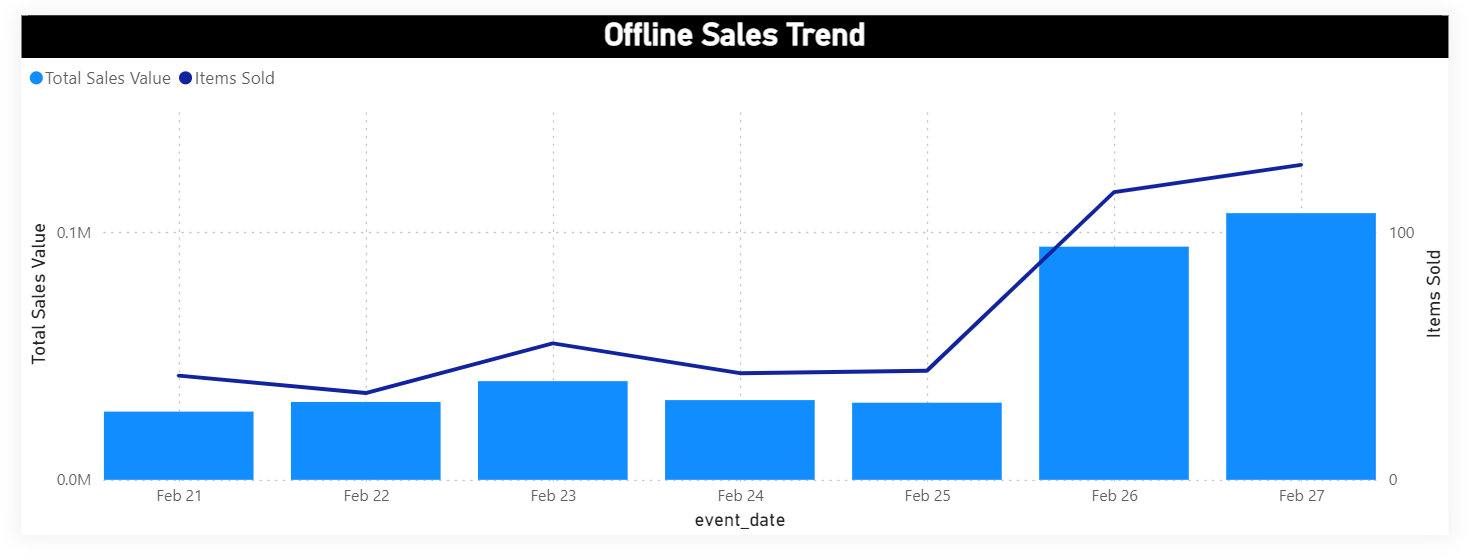 Offline Sales Trend
Total Sales Value Items Sold
Total Sales Value
0.1M
0.0M
100
0
Items Sold
Feb 21 Feb 22 Feb 23 Feb 24 Feb 25 Feb 26 Feb 27
event_date